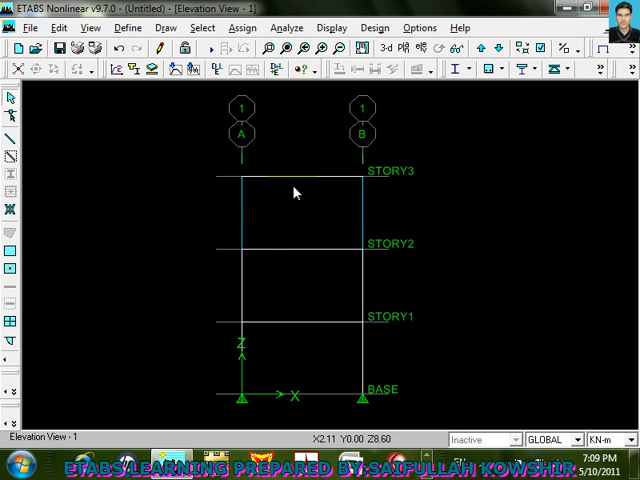 ETABS Nonlinear v9.7.0 - (Untitled) - [Elevation View - 1]
File Edit View Define Draw Select Assign Analyze Display Design Options Help
3-d
1 1
A B
STORY3
STORY2
STORY1
Z
X
BASE
Elevation View - 1
X2.11 Y0.00 Z8.60
Inactive
GLOBAL
KN-m
ETABS LEARNING PREPARED BY:SAIFULLAH KOWSHIR
7:09 PM
5/10/2011